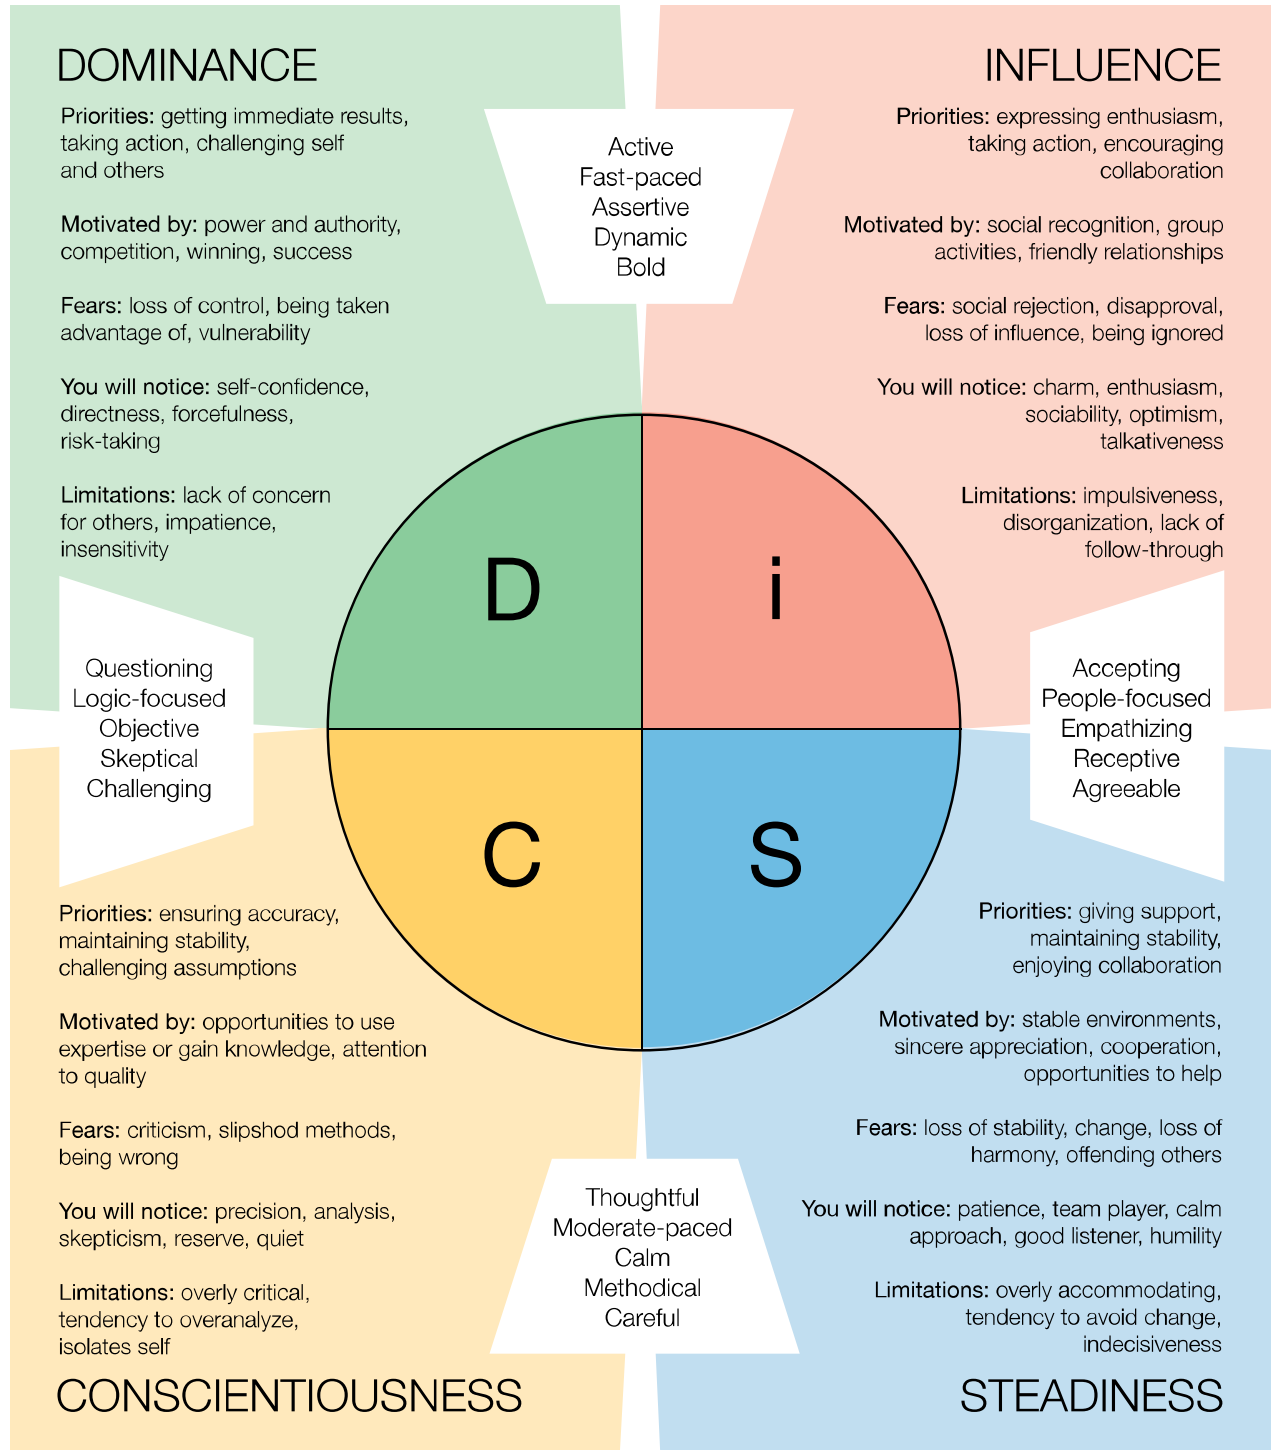 DOMINANCE
Priorities: getting immediate results,
taking action, challenging self
and others
Motivated by: power and authority,
competition, winning, success
Fears: loss of control, being taken
advantage of, vulnerability
You will notice: self-confidence,
directness, forcefulness,
risk-taking
Limitations: lack of concern
for others, impatience,
insensitivity
Active
Fast-paced
Assertive
Dynamic
Bold
INFLUENCE
Priorities: expressing enthusiasm,
taking action, encouraging
collaboration
Motivated by: social recognition, group
activities, friendly relationships
Fears: social rejection, disapproval,
loss of influence, being ignored
You will notice: charm, enthusiasm,
sociability, optimism,
talkativeness
Limitations: impulsiveness,
disorganization, lack of
follow-through
D
i
Questioning
Logic-focused
Objective
Skeptical
Challenging
Accepting
People-focused
Empathizing
Receptive
Agreeable
C
S
Priorities: ensuring accuracy,
maintaining stability,
challenging assumptions
Motivated by: opportunities to use
expertise or gain knowledge, attention
to quality
Fears: criticism, slipshod methods,
being wrong
You will notice: precision, analysis,
skepticism, reserve, quiet
Limitations: overly critical,
tendency to overanalyze,
isolates self
CONSCIENTIOUSNESS
Thoughtful
Moderate-paced
Calm
Methodical
Careful
Priorities: giving support,
maintaining stability,
enjoying collaboration
Motivated by: stable environments,
sincere appreciation, cooperation,
opportunities to help
Fears: loss of stability, change, loss of
harmony, offending others
You will notice: patience, team player, calm
approach, good listener, humility
Limitations: overly accommodating,
tendency to avoid change,
indecisiveness
STEADINESS